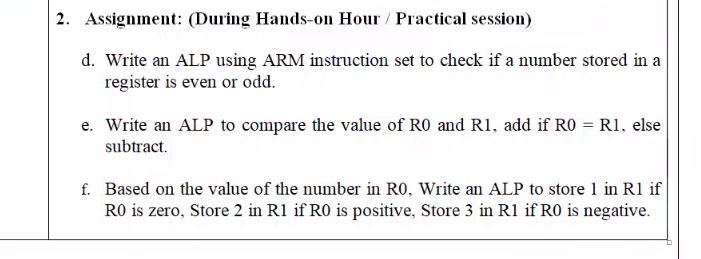 2. Assignment: (During Hands-on Hour / Practical session)
d. Write an ALP using ARM instruction set to check if a number stored in a
register is even or odd.
e. Write an ALP to compare the value of R0 and R1, add if R0 = R1, else
subtract.
f. Based on the value of the number in R0, Write an ALP to store 1 in R1 if
R0 is zero, Store 2 in R1 if R0 is positive, Store 3 in R1 if R0 is negative.